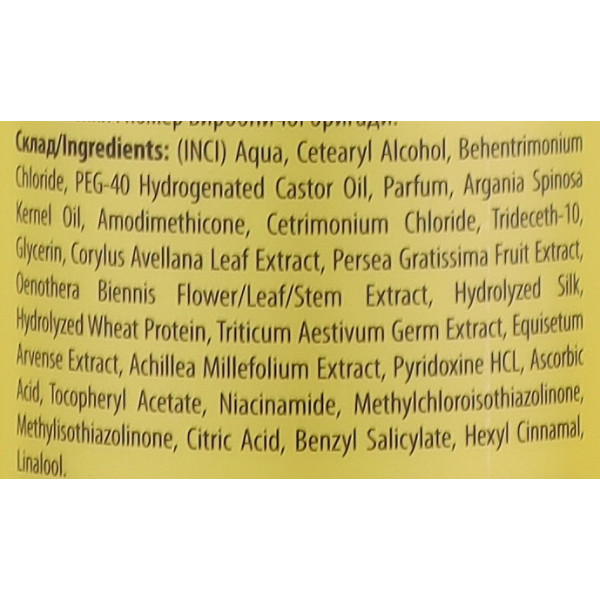 номер виробничої бригади.
Склад/Ingredients: (INCI) Aqua, Cetearyl Alcohol, Behentrimonium
Chloride, PEG-40 Hydrogenated Castor Oil, Parfum, Argania Spinosa
Kernel Oil, Amodimethicone, Cetrimonium Chloride, Trideceth-10,
Glycerin, Corylus Avellana Leaf Extract, Persea Gratissima Fruit Extract,
Oenothera Biennis Flower/Leaf/Stem Extract, Hydrolyzed Silk,
Hydrolyzed Wheat Protein, Triticum Aestivum Germ Extract, Equisetum
Arvense Extract, Achillea Millefolium Extract, Pyridoxine HCL, Ascorbic
Acid, Tocopheryl Acetate, Niacinamide, Methylchloroisothiazolinone,
Methylisothiazolinone, Citric Acid, Benzyl Salicylate, Hexyl Cinnamal,
Linalool.